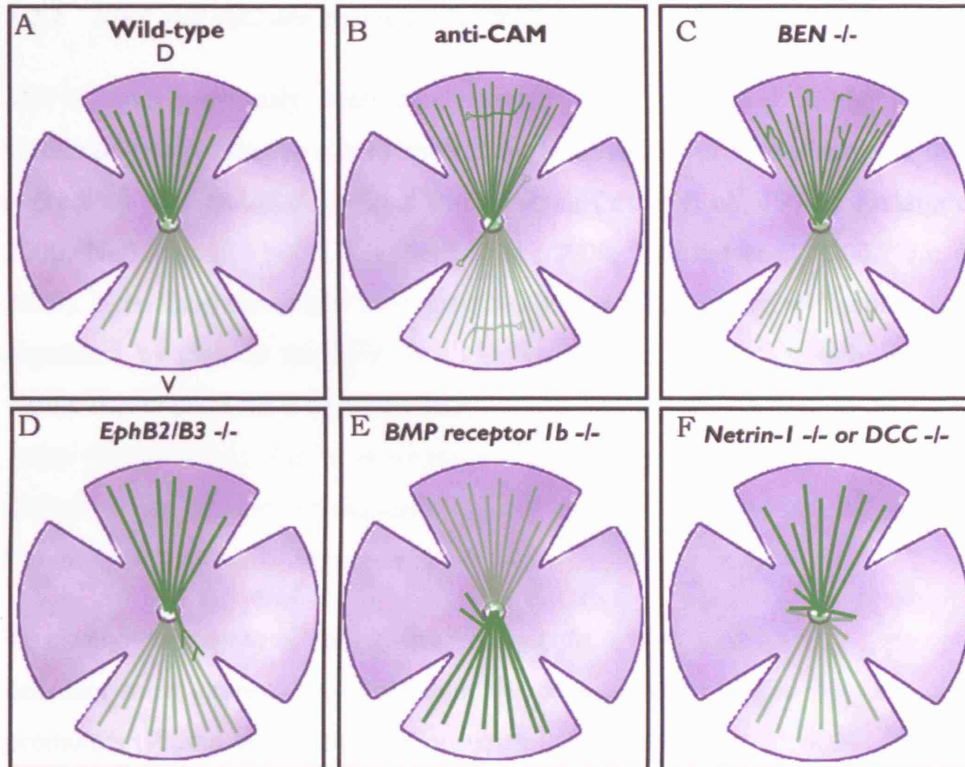 A
Wild-type
D
V
B
anti-CAM
C
BEN -/-
D
EphB2/B3 -/-
E
BMP receptor 1b -/-
F
Netrin-1 -/- or DCC -/-